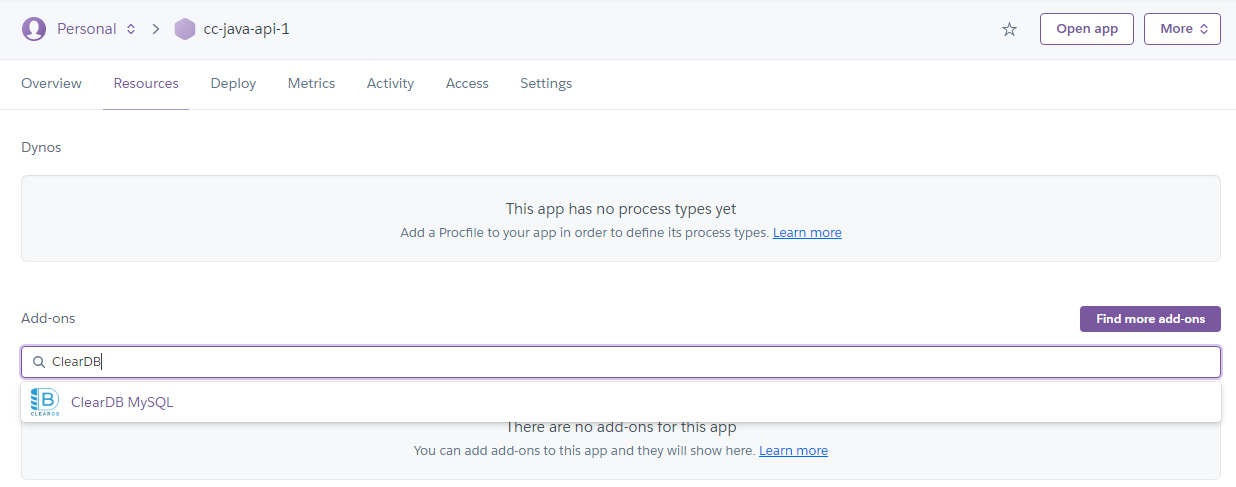 Personal cc-java-api-1 Open app More
Overview Resources Deploy Metrics Activity Access Settings
Dynos
This app has no process types yet
Add a Procfile to your app in order to define its process types. Learn more
Add-ons Find more add-ons
ClearDB
B CLEARDB ClearDB MySQL
There are no add-ons for this app
You can add add-ons to this app and they will show here. Learn more